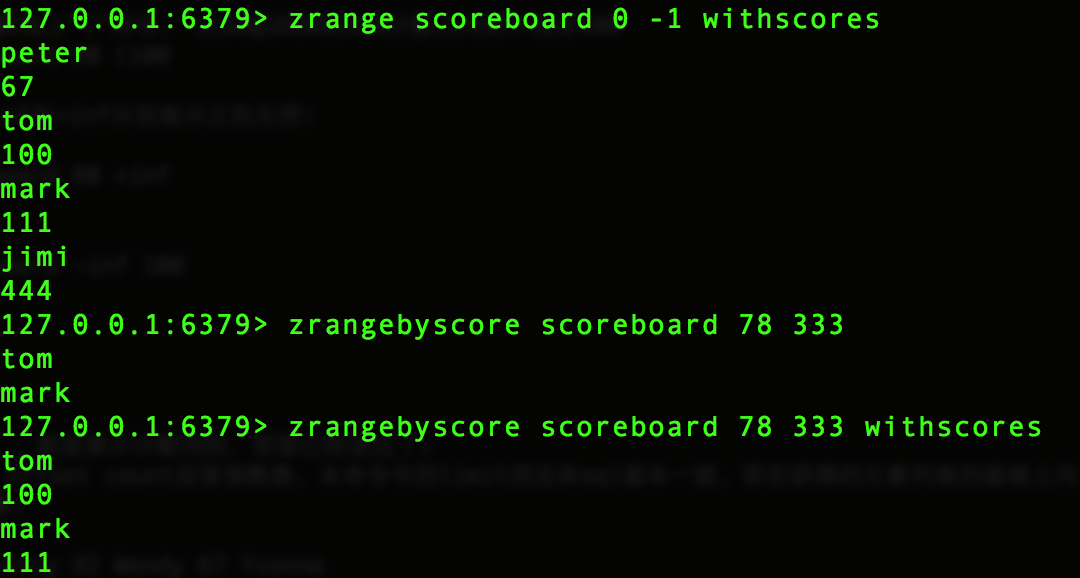 127.0.0.1:6379> zrange scoreboard 0 -1 withscores
peter
67
tom
100
mark
111
jimi
444
127.0.0.1:6379> zrangebyscore scoreboard 78 333
tom
mark
127.0.0.1:6379> zrangebyscore scoreboard 78 333 withscores
tom
100
mark
111